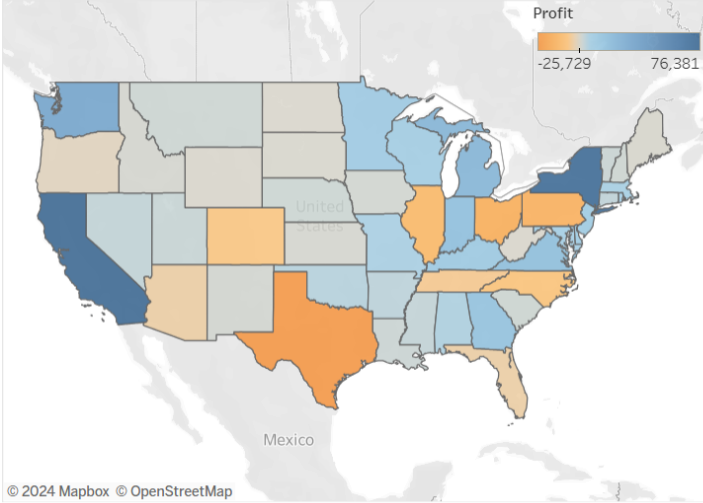 Profit
-25,729 76,381
United
States
Mexico
© 2024 Mapbox © OpenStreetMap